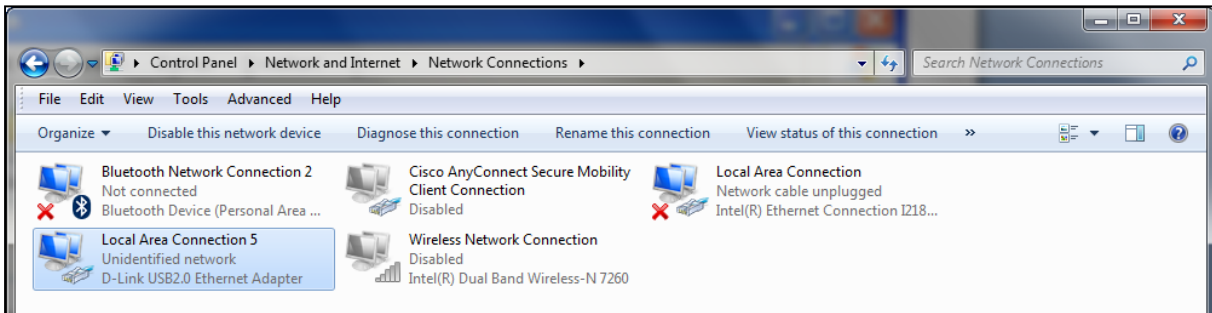 Control Panel Network and Internet Network Connections Search Network Connections
File Edit View Tools Advanced Help
Organize Disable this network device Diagnose this connection Rename this connection View status of this connection »
Bluetooth Network Connection 2
Not connected
Bluetooth Device (Personal Area ...
Cisco AnyConnect Secure Mobility
Client Connection
Disabled
Local Area Connection
Network cable unplugged
Intel(R) Ethernet Connection I218...
Local Area Connection 5
Unidentified network
D-Link USB2.0 Ethernet Adapter
Wireless Network Connection
Disabled
Intel(R) Dual Band Wireless-N 7260